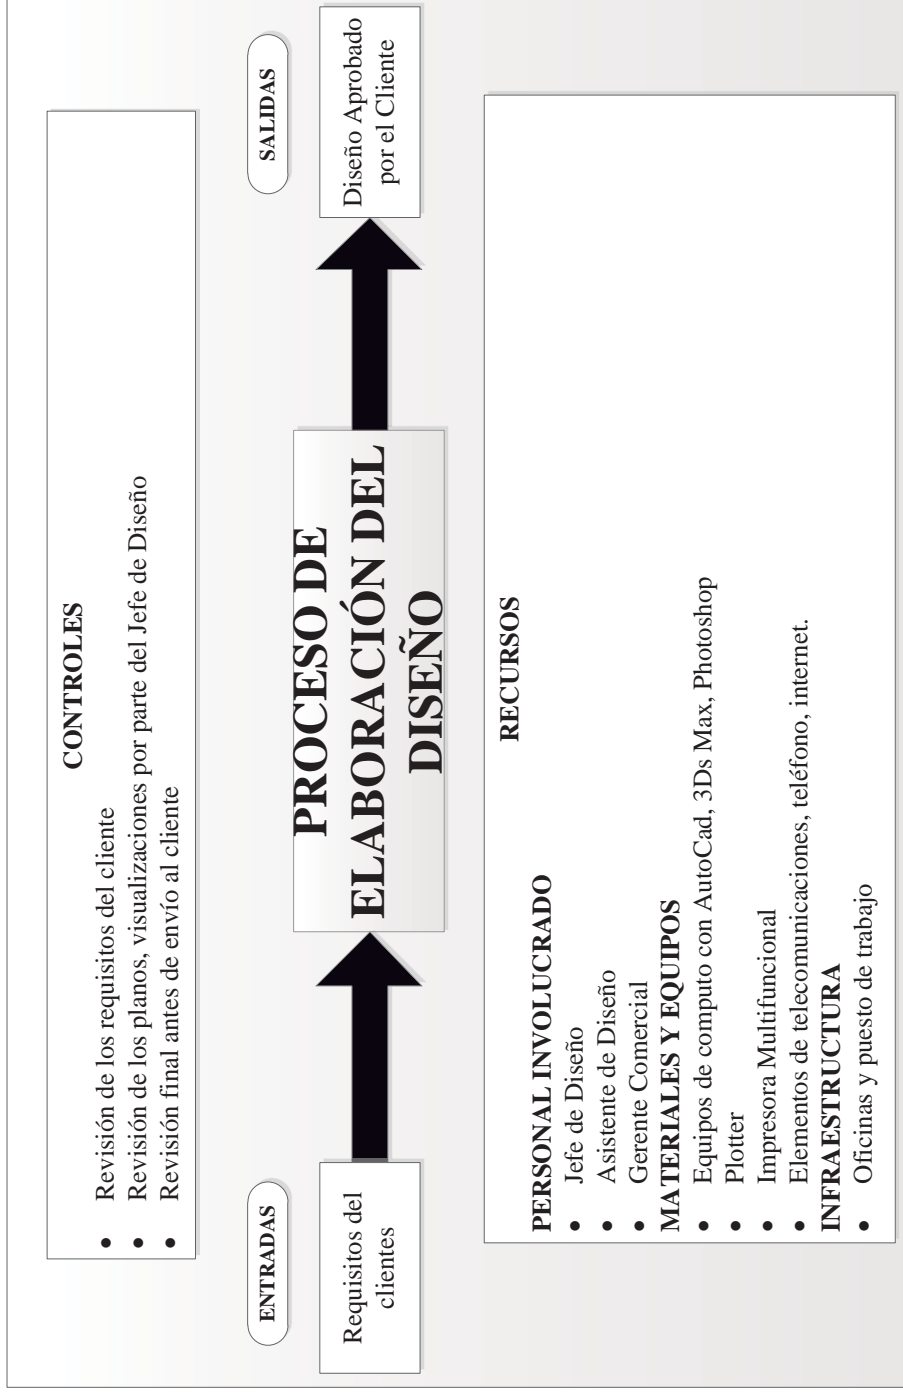 CONTROLES
● Revisión de los requisitos del cliente
● Revisión de los planos, visualizaciones por parte del Jefe de Diseño
● Revisión final antes de envío al cliente
ENTRADAS
SALIDAS
Requisitos del
clientes
PROCESO DE
ELABORACIÓN DEL
DISEÑO
Diseño Aprobado
por el Cliente
RECURSOS
PERSONAL INVOLUCRADO
● Jefe de Diseño
● Asistente de Diseño
● Gerente Comercial
MATERIALES Y EQUIPOS
● Equipos de computo con AutoCad, 3Ds Max, Photoshop
● Plotter
● Impresora Multifuncional
● Elementos de telecomunicaciones, teléfono, internet.
INFRAESTRUCTURA
● Oficinas y puesto de trabajo